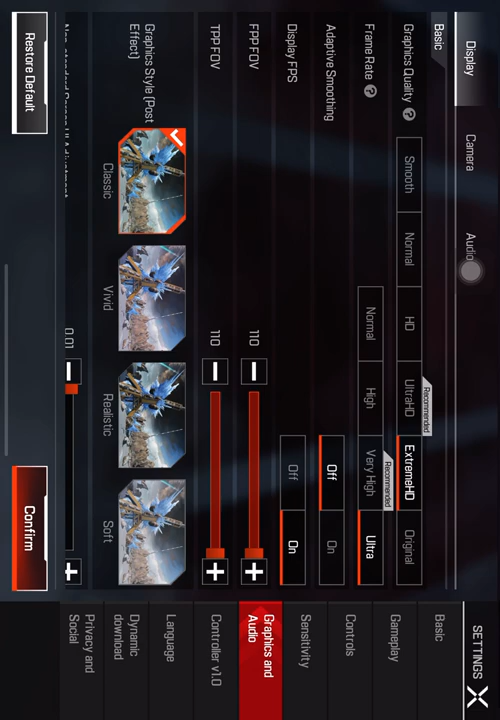 SETTINGS
Basic
Gameplay
Controls
Sensitivity
Graphics and
Audio
Controller v1.0
Language
Dynamic
download
Privacy and
Social
Display
Camera
Audio
Basic
Graphics Quality ?
Smooth
Normal
HD
UltraHD
Recommended
ExtremeHD
Original
Frame Rate ?
Normal
High
Very High
Recommended
Ultra
Adaptive Smoothing
Off
On
Display FPS
Off
On
FPP FOV
110
TPP FOV
110
Graphics Style (Post
Effect)
Classic
Vivid
Realistic
Soft
0.01
Restore Default
Confirm